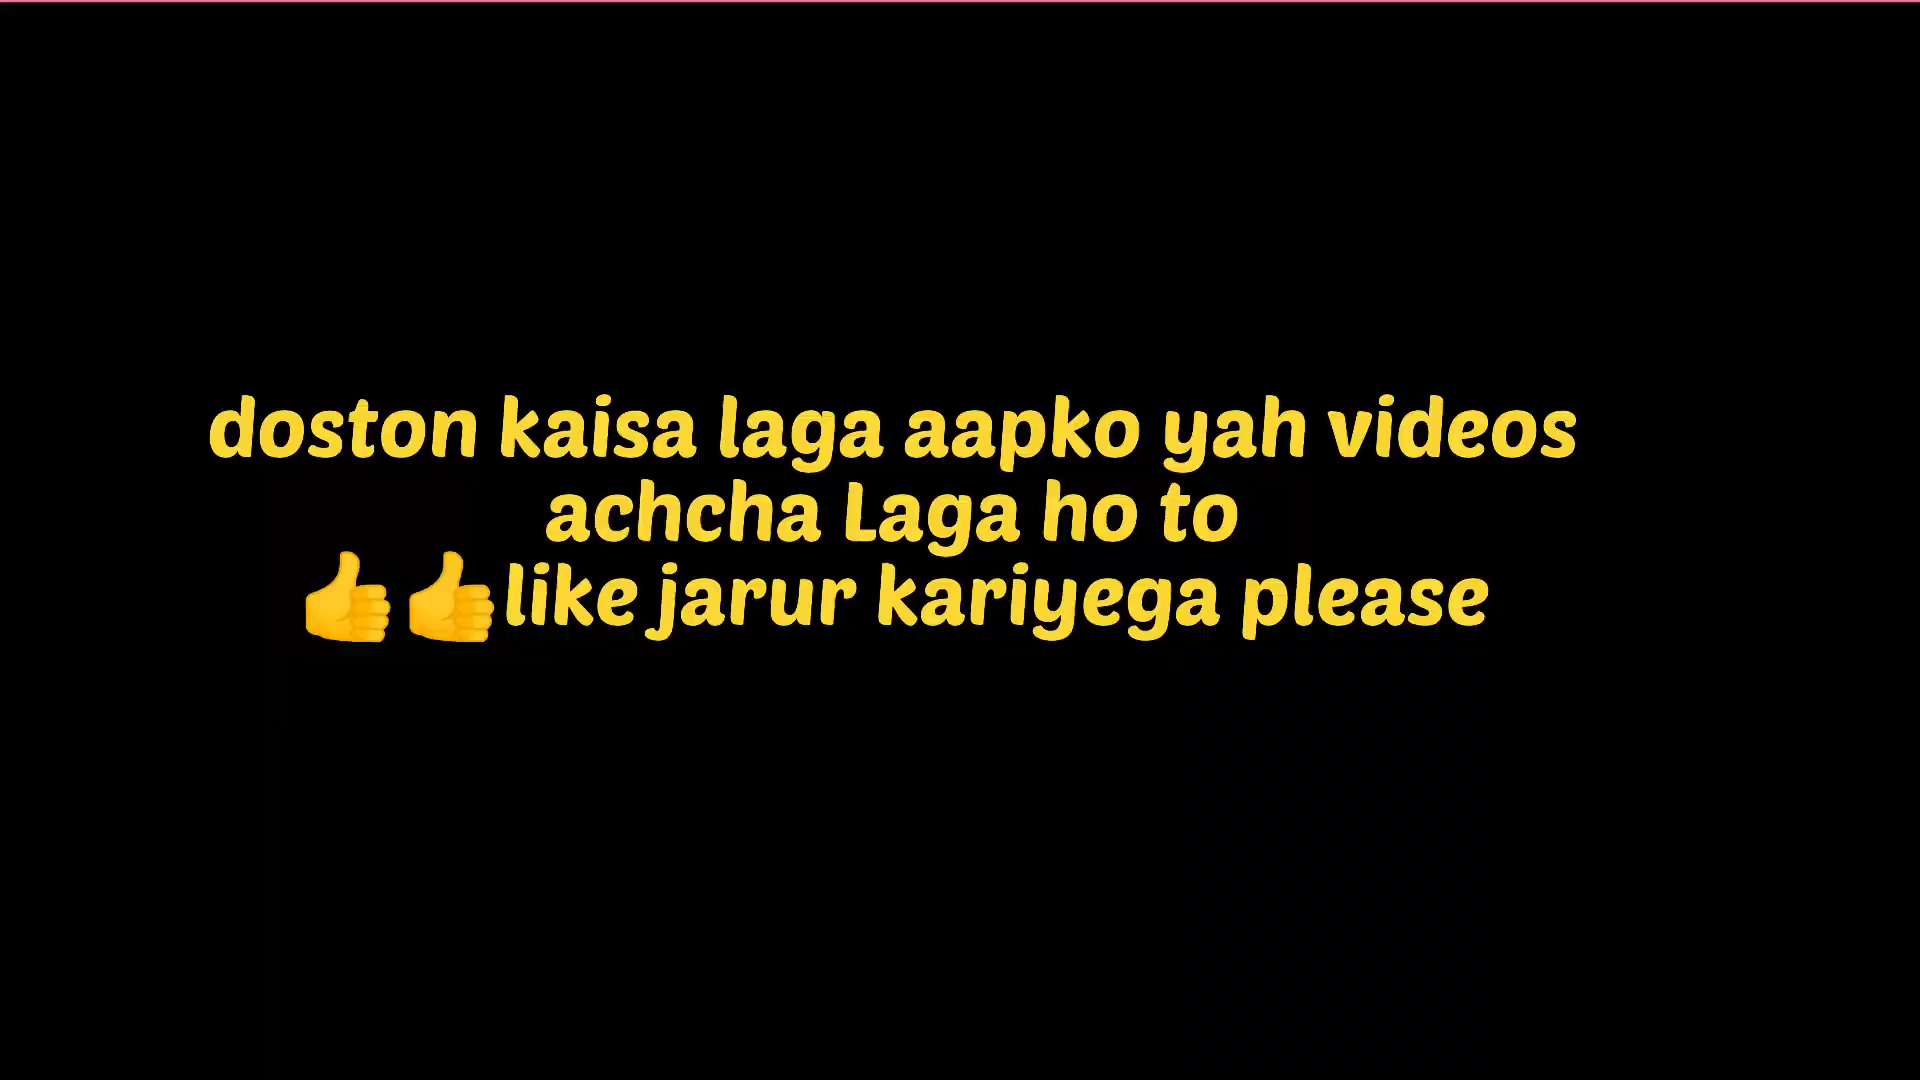 doston kaisa laga aapko yah videos
achcha Laga ho to
👍👍like jarur kariyega please